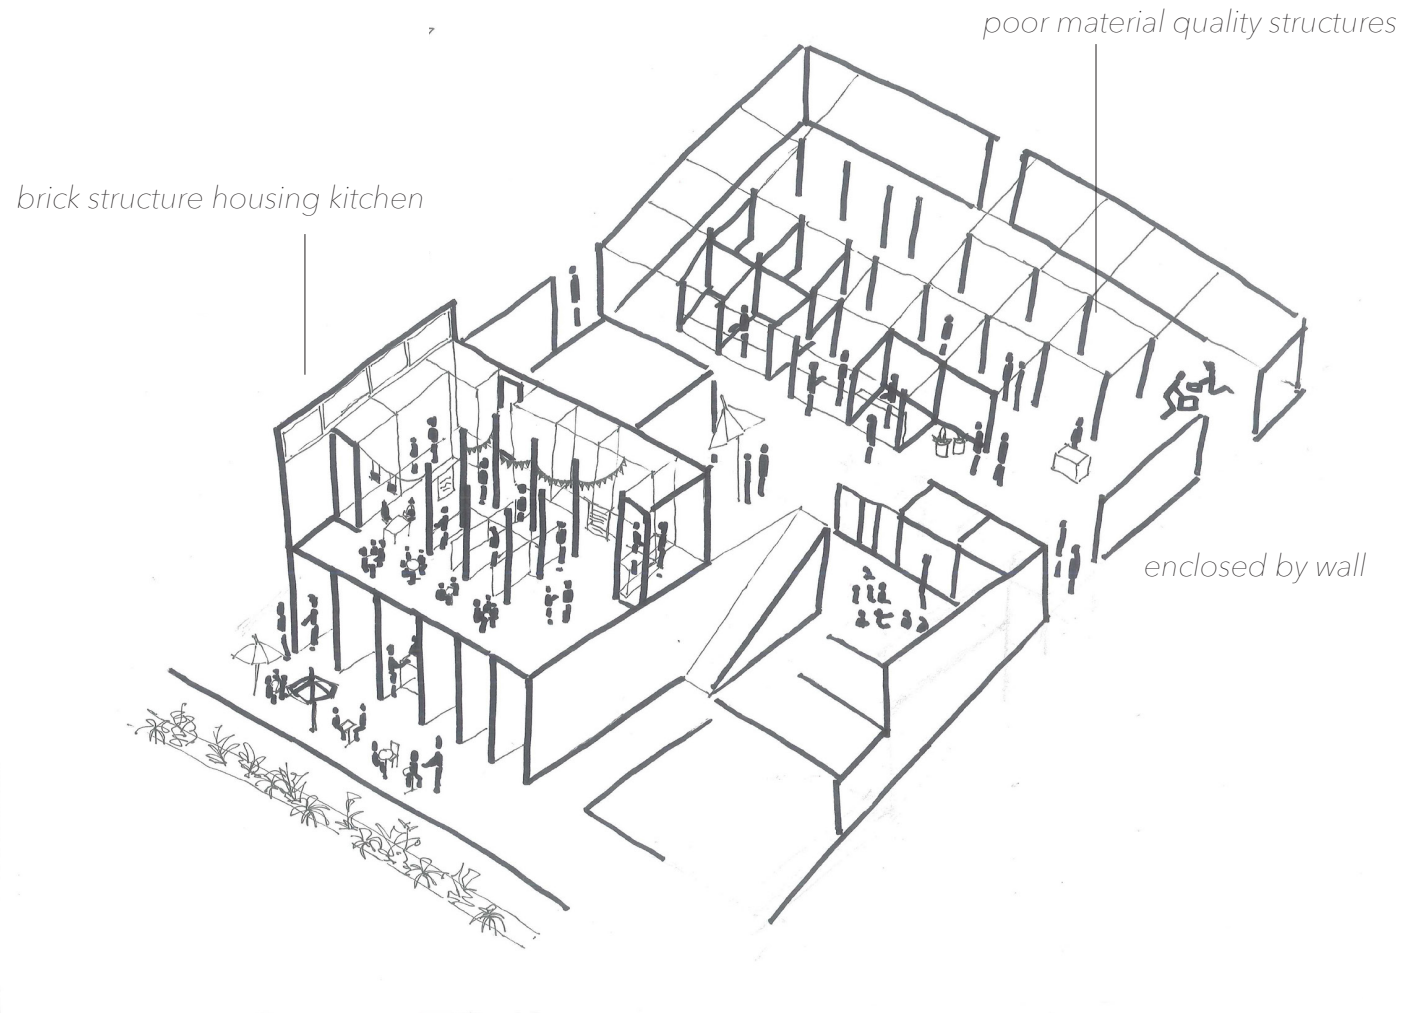 poor material quality structures
brick structure housing kitchen
enclosed by wall